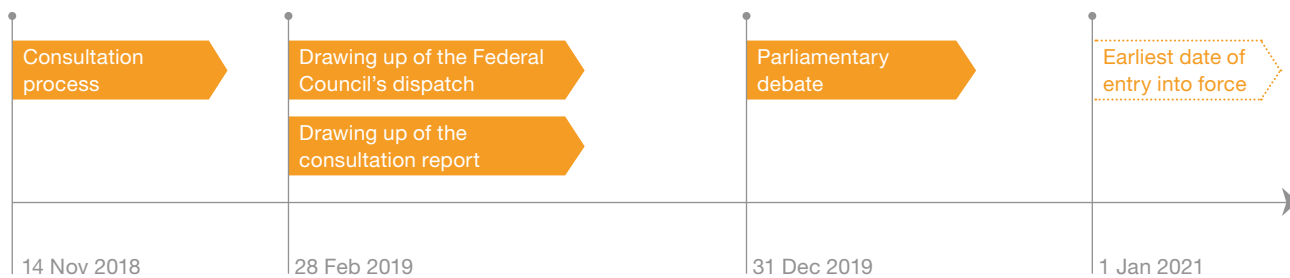 Consultation
process
Drawing up of the Federal
Council’s dispatch
Drawing up of the
consultation report
Parliamentary
debate
Earliest date of
entry into force
14 Nov 2018
28 Feb 2019
31 Dec 2019
1 Jan 2021